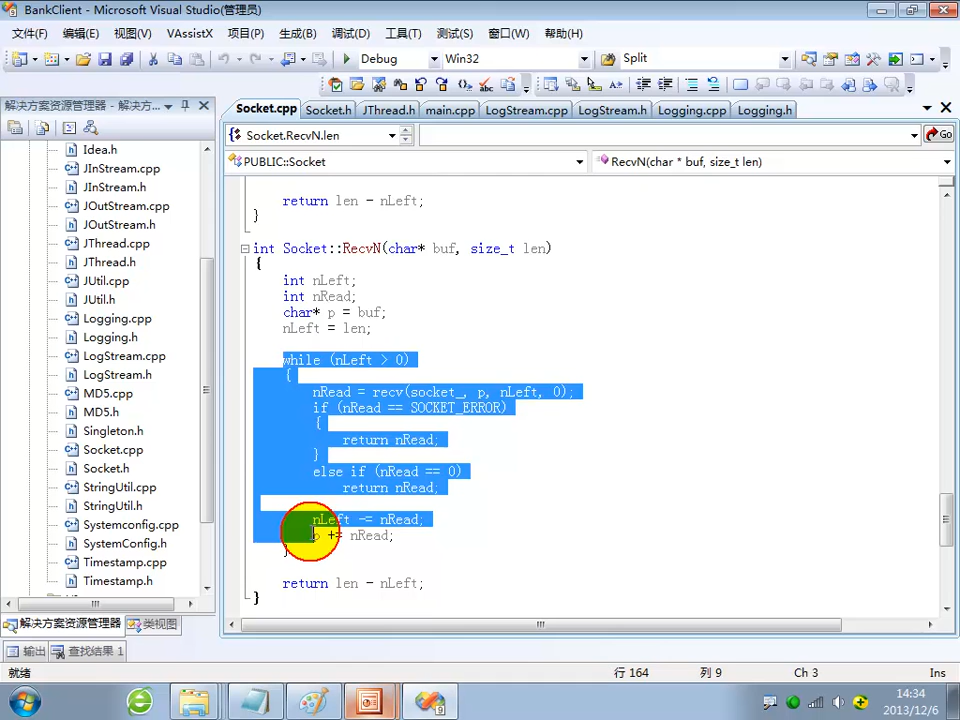 BankClient - Microsoft Visual Studio(管理员)
文件(F) 编辑(E) 视图(V) VAssistX 项目(P) 生成(B) 调试(D) 工具(T) 测试(S) 窗口(W) 帮助(H)
Debug Win32 Split
解决方案资源管理器 - 解决方...
Socket.cpp Socket.h JThread.h main.cpp LogStream.cpp LogStream.h Logging.cpp Logging.h
Socket.RecvN.len Go
PUBLIC::Socket RecvN(char * buf, size_t len)
Idea.h
JInStream.cpp
JInStream.h
JOutStream.cpp
JOutStream.h
JThread.cpp
JThread.h
JUtil.cpp
JUtil.h
Logging.cpp
Logging.h
LogStream.cpp
LogStream.h
MD5.cpp
MD5.h
Singleton.h
Socket.cpp
Socket.h
StringUtil.cpp
StringUtil.h
Systemconfig.cpp
SystemConfig.h
Timestamp.cpp
Timestamp.h
return len - nLeft;
}
int Socket::RecvN(char* buf, size_t len)
{
int nLeft;
int nRead;
char* p = buf;
nLeft = len;
while (nLeft > 0)
{
nRead = recv(socket_, p, nLeft, 0);
if (nRead == SOCKET_ERROR)
{
return nRead;
}
else if (nRead == 0)
return nRead;
nLeft -= nRead;
p += nRead;
}
return len - nLeft;
}
解决方案资源管理器 类视图
输出 查找结果 1
就绪 行 164 列 9 Ch 3 Ins
14:34
2013/12/6